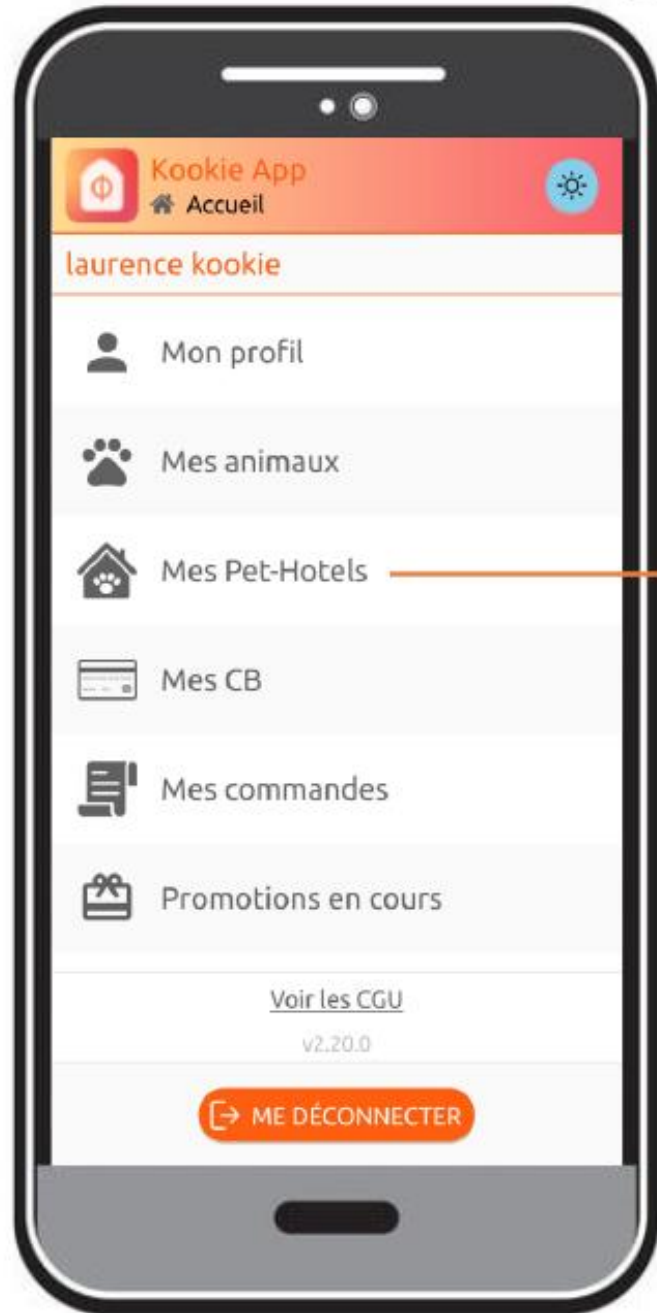 Kookie App
Accueil
laurence kookie
Mon profil
Mes animaux
Mes Pet-Hotels
Mes CB
Mes commandes
Promotions en cours
Voir les CGU
v2.20.0
ME DÉCONNECTER